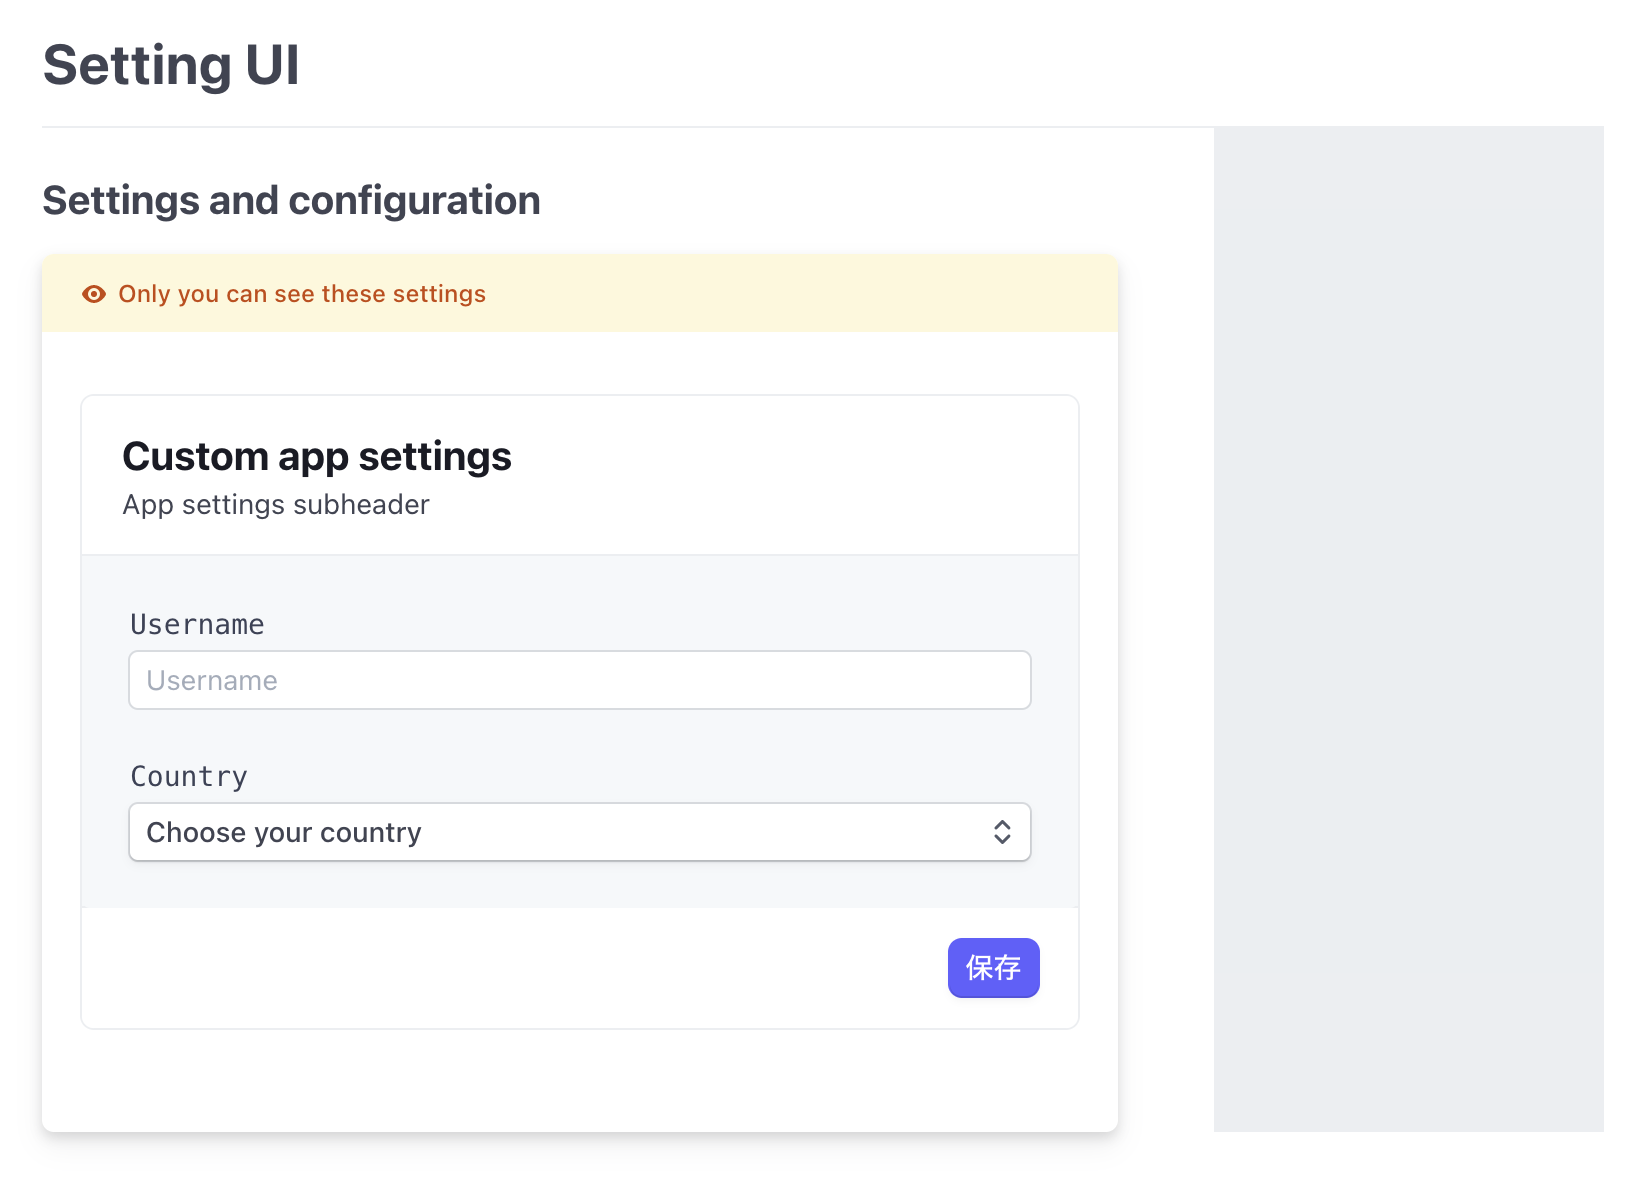 Setting UI
Settings and configuration
Only you can see these settings
Custom app settings
App settings subheader
Username
Username
Country
Choose your country
保存